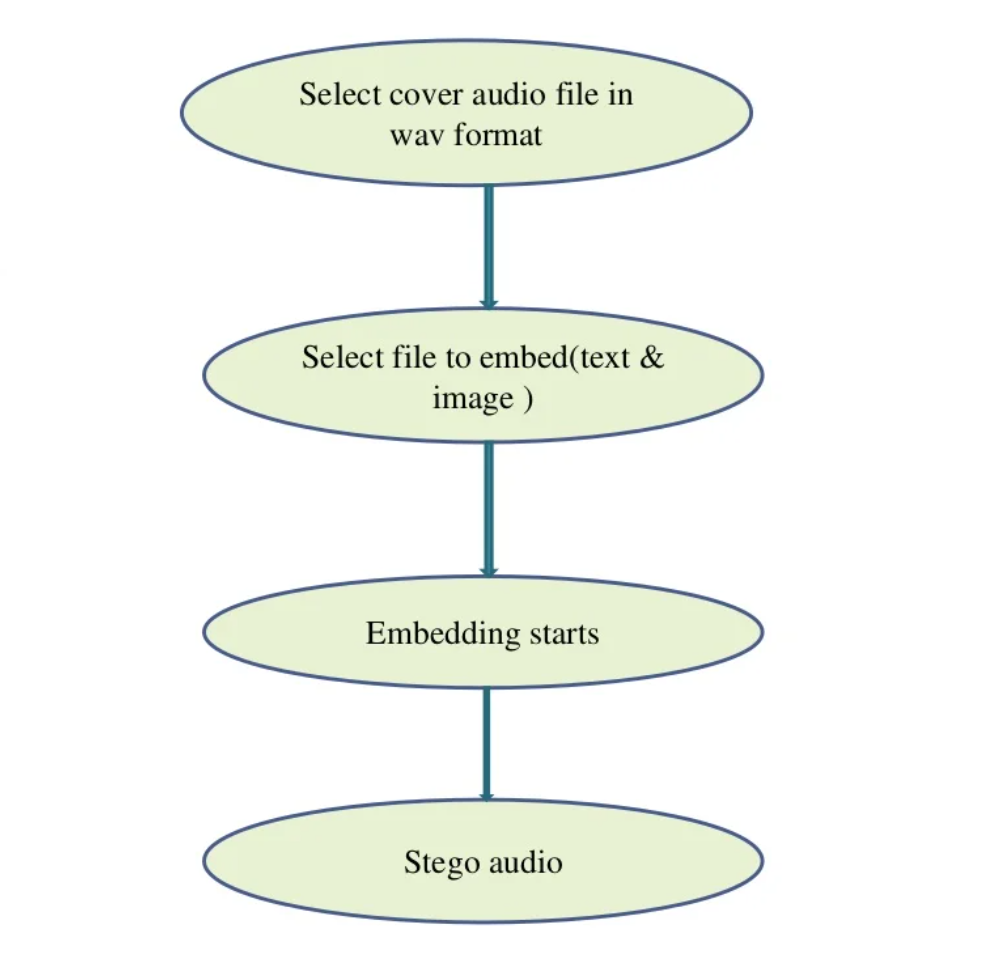 Select cover audio file in
wav format
Select file to embed(text &
image )
Embedding starts
Stego audio